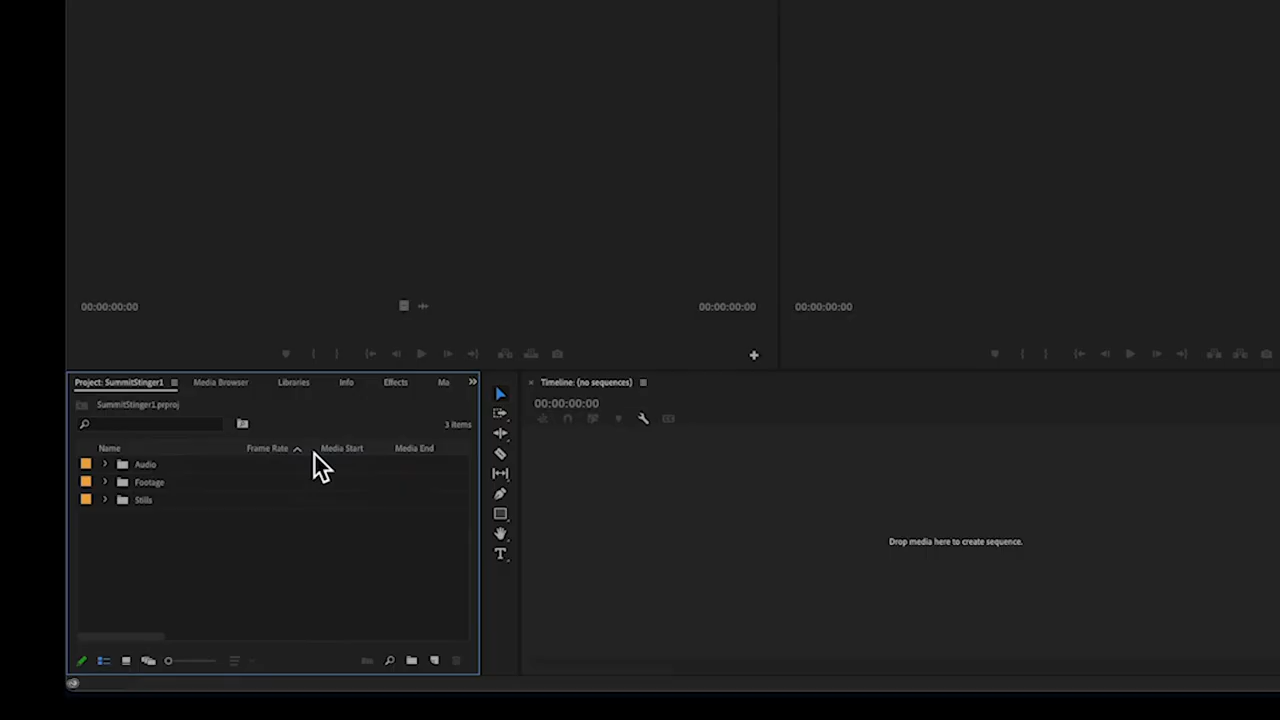 00:00:00:00
00:00:00:00
00:00:00:00
Project: SummitStinger1
Media Browser
Libraries
Info
Effects
Ma
Timeline: (no sequences)
SummitStinger1.prproj
00:00:00:00
3 items
Name
Frame Rate
Media Start
Media End
Audio
Footage
Stills
Drop media here to create sequence.